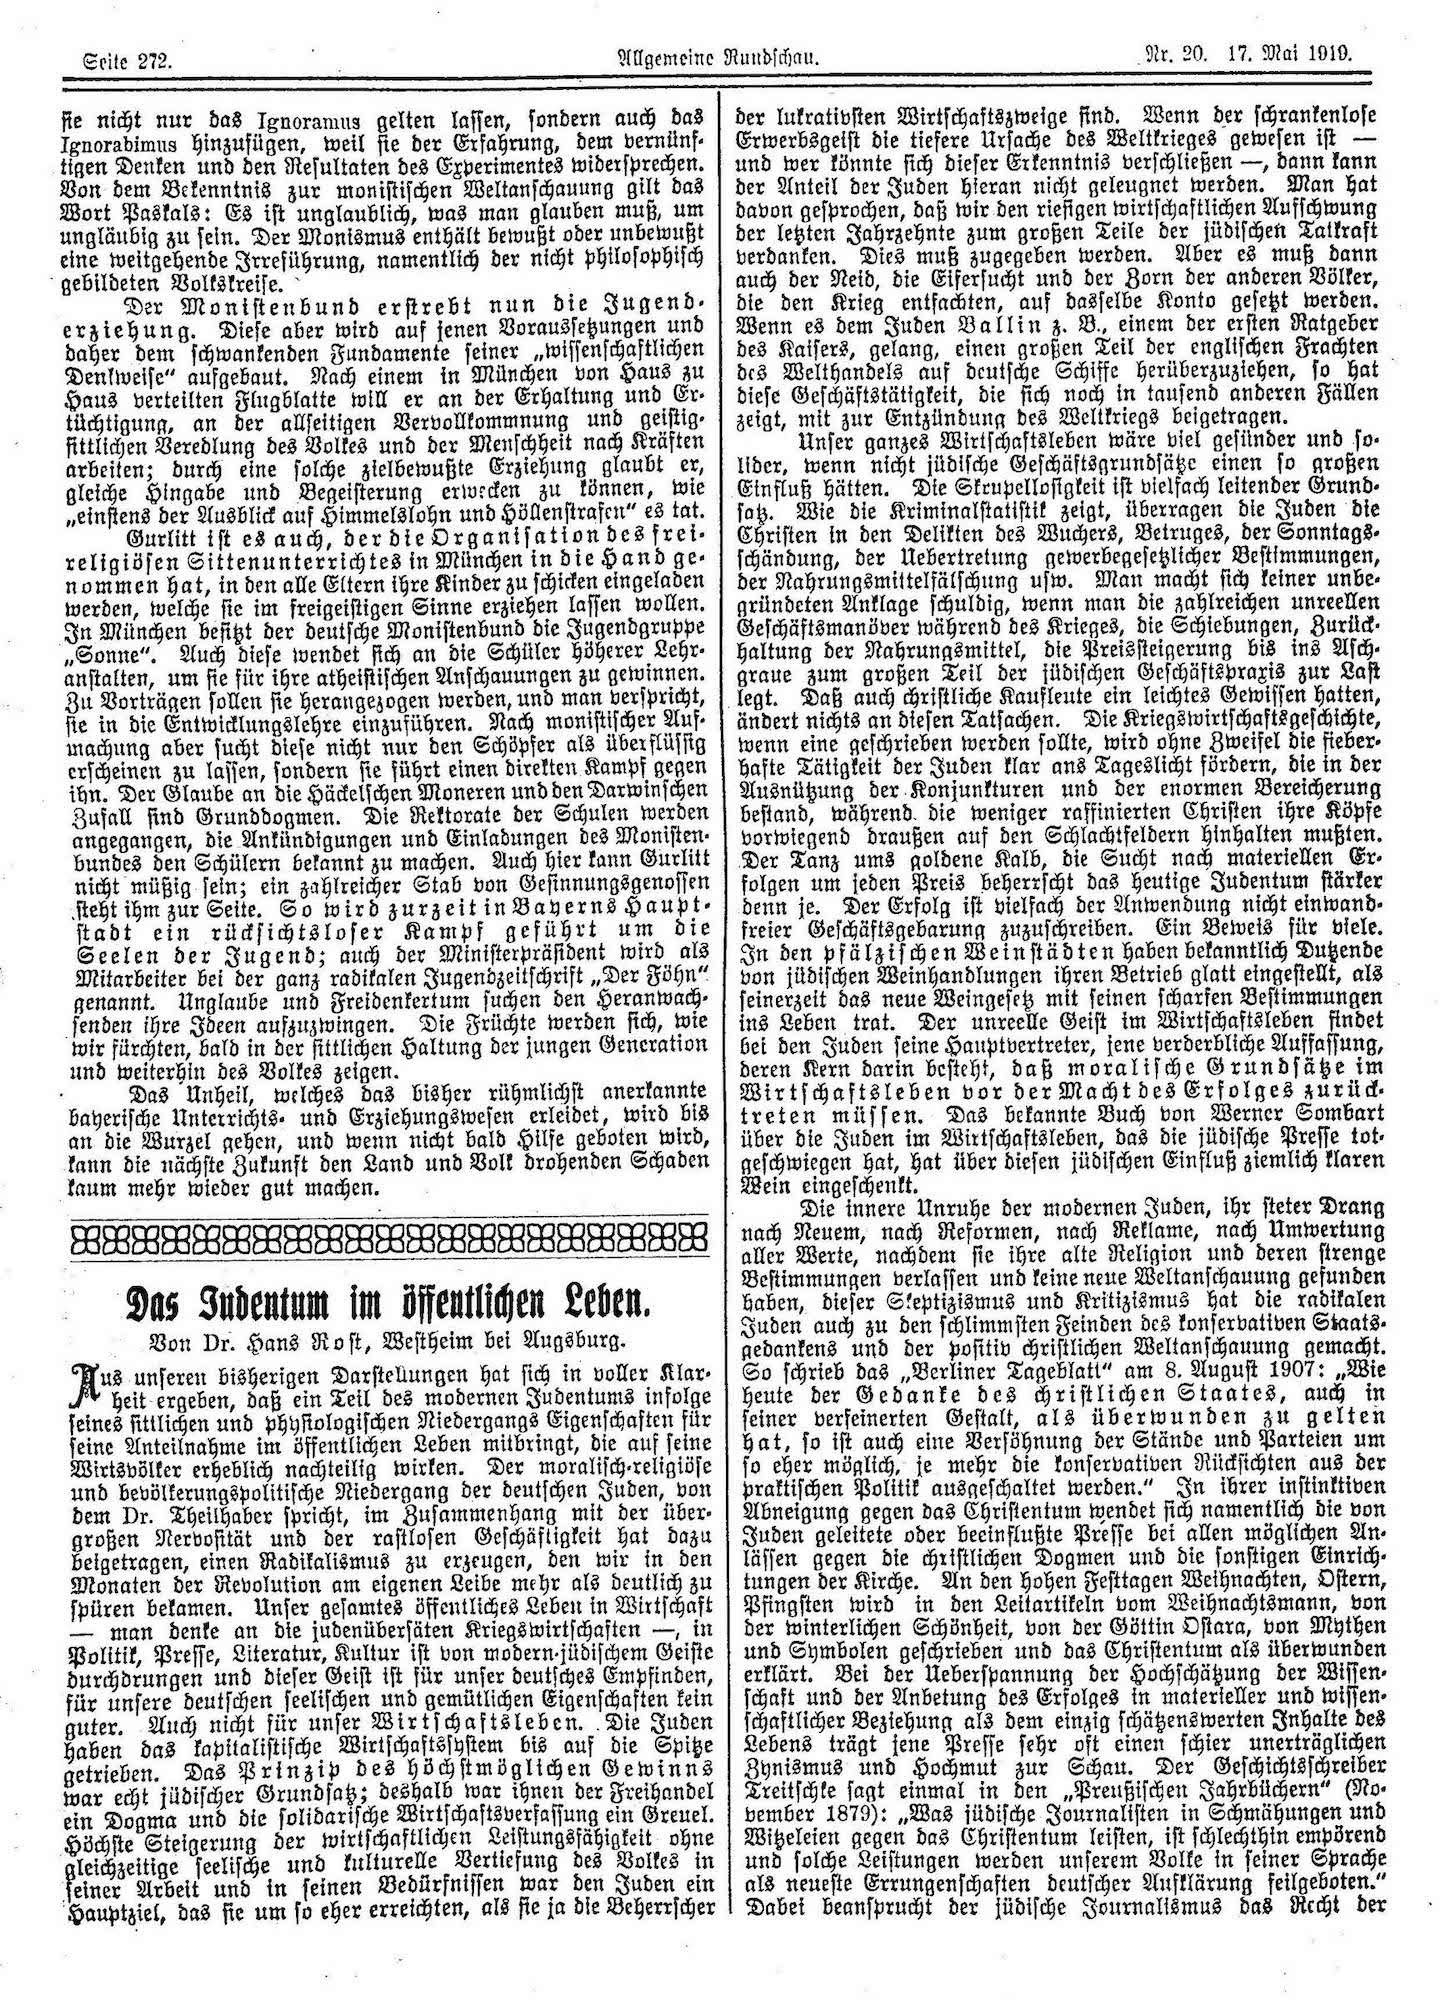 Seite 272.
Allgemeine Rundschau.
Nr. 20. 17. Mai 1919.
sie nicht nur das Ignoramus gelten lassen, sondern auch das
Ignorabimus hinzufügen, weil sie der Erfahrung, dem vernünf-
tigen Denken und den Resultaten des Experimentes widersprechen.
Von dem Bekenntnis zur monistischen Weltanschauung gilt das
Wort Paskals: Es ist unglaublich, was man glauben muß, um
ungläubig zu sein. Der Monismus enthält bewußt oder unbewußt
eine weitgehende Irreführung, namentlich der nicht philosophisch
gebildeten Volkskreise.
Der Monistenbund erstrebt nun die Jugend-
erziehung. Diese aber wird auf jenen Voraussetzungen und
daher dem schwankenden Fundamente seiner „wissenschaftlichen
Denkweise“ aufgebaut. Nach einem in München von Haus zu
Haus verteilten Flugblatte will er an der Erhaltung und Er-
tüchtigung, an der allseitigen Vervollkommnung und geistig-
sittlichen Veredlung des Volkes und der Menschheit nach Kräften
arbeiten; durch eine solche zielbewußte Erziehung glaubt er,
gleiche Hingabe und Begeisterung erwecken zu können, wie
„einstens der Ausblick auf Himmelslohn und Höllenstrafen“ es tat.
Gurlitt ist es auch, der die Organisation des frei-
religiösen Sittenunterrichtes in München in die Hand ge-
nommen hat, in den alle Eltern ihre Kinder zu schicken eingeladen
werden, welche sie im freigeistigen Sinne erziehen lassen wollen.
In München besitzt der deutsche Monistenbund die Jugendgruppe
„Sonne“. Auch diese wendet sich an die Schüler höherer Lehr-
anstalten, um sie für ihre atheistischen Anschauungen zu gewinnen.
Zu Vorträgen sollen sie herangezogen werden, und man verspricht,
sie in die Entwicklungslehre einzuführen. Nach monistischer Auf-
machung aber sucht diese nicht nur den Schöpfer als überflüssig
erscheinen zu lassen, sondern sie führt einen direkten Kampf gegen
ihn. Der Glaube an die Häckelschen Moneren und den Darwinschen
Zufall sind Grunddogmen. Die Rektorate der Schulen werden
angegangen, die Ankündigungen und Einladungen des Monisten-
bundes den Schülern bekannt zu machen. Auch hier kann Gurlitt
nicht müßig sein; ein zahlreicher Stab von Gesinnungsgenossen
steht ihm zur Seite. So wird zurzeit in Bayerns Haupt-
stadt ein rücksichtsloser Kampf geführt um die
Seelen der Jugend; auch der Ministerpräsident wird als
Mitarbeiter bei der ganz radikalen Jugendzeitschrift „Der Föhn“
genannt. Unglaube und Freidenkertum suchen den Heranwach-
senden ihre Ideen aufzuzwingen. Die Früchte werden sich, wie
wir fürchten, bald in der sittlichen Haltung der jungen Generation
und weiterhin des Volkes zeigen.
Das Unheil, welches das bisher rühmlichst anerkannte
bayerische Unterrichts- und Erziehungswesen erleidet, wird bis
an die Wurzel gehen, und wenn nicht bald Hilfe geboten wird,
kann die nächste Zukunft den Land und Volk drohenden Schaden
kaum mehr wieder gut machen.
Das Judentum im öffentlichen Leben.
Von Dr. Hans Rost, Westheim bei Augsburg.
Aus unseren bisherigen Darstellungen hat sich in voller Klar-
heit ergeben, daß ein Teil des modernen Judentums infolge
seines sittlichen und physiologischen Niedergangs Eigenschaften für
seine Anteilnahme im öffentlichen Leben mitbringt, die auf seine
Wirtsvölker erheblich nachteilig wirken. Der moralisch-religiöse
und bevölkerungspolitische Niedergang der deutschen Juden, von
dem Dr. Theilhaber spricht, im Zusammenhang mit der über-
großen Nervosität und der rastlosen Geschäftigkeit hat dazu
beigetragen, einen Radikalismus zu erzeugen, den wir in den
Monaten der Revolution am eigenen Leibe mehr als deutlich zu
spüren bekamen. Unser gesamtes öffentliches Leben in Wirtschaft
— man denke an die judenübersäten Kriegswirtschaften —, in
Politik, Presse, Literatur, Kultur ist von modern-jüdischem Geiste
durchdrungen und dieser Geist ist für unser deutsches Empfinden,
für unsere deutschen seelischen und gemütlichen Eigenschaften kein
guter. Auch nicht für unser Wirtschaftsleben. Die Juden
haben das kapitalistische Wirtschaftssystem bis auf die Spitze
getrieben. Das Prinzip des höchstmöglichen Gewinns
war echt jüdischer Grundsatz; deshalb war ihnen der Freihandel
ein Dogma und die solidarische Wirtschaftsverfassung ein Greuel.
Höchste Steigerung der wirtschaftlichen Leistungsfähigkeit ohne
gleichzeitige seelische und kulturelle Vertiefung des Volkes in
seiner Arbeit und in seinen Bedürfnissen war den Juden ein
Hauptziel, das sie um so eher erreichten, als sie ja die Beherrscher
der lukrativsten Wirtschaftszweige sind. Wenn der schrankenlose
Erwerbsgeist die tiefere Ursache des Weltkrieges gewesen ist —
und wer könnte sich dieser Erkenntnis verschließen —, dann kann
der Anteil der Juden hieran nicht geleugnet werden. Man hat
davon gesprochen, daß wir den riesigen wirtschaftlichen Aufschwung
der letzten Jahrzehnte zum großen Teile der jüdischen Tatkraft
verdanken. Dies muß zugegeben werden. Aber es muß dann
auch der Neid, die Eifersucht und der Zorn der anderen Völker,
die den Krieg entfachten, auf dasselbe Konto gesetzt werden.
Wenn es dem Juden Ballin z. B., einem der ersten Ratgeber
des Kaisers, gelang, einen großen Teil der englischen Frachten
des Welthandels auf deutsche Schiffe herüberzuziehen, so hat
diese Geschäftstätigkeit, die sich noch in tausend anderen Fällen
zeigt, mit zur Entzündung des Weltkriegs beigetragen.
Unser ganzes Wirtschaftsleben wäre viel gesünder und so-
lider, wenn nicht jüdische Geschäftsgrundsätze einen so großen
Einfluß hätten. Die Skrupellosigkeit ist vielfach leitender Grund-
satz. Wie die Kriminalstatistik zeigt, überragen die Juden die
Christen in den Delikten des Wuchers, Betruges, der Sonntags-
schändung, der Uebertretung gewerbegesetzlicher Bestimmungen,
der Nahrungsmittelfälschung usw. Man macht sich keiner unbe-
gründeten Anklage schuldig, wenn man die zahlreichen unreellen
Geschäftsmanöver während des Krieges, die Schiebungen, Zurück-
haltung der Nahrungsmittel, die Preissteigerung bis ins Asch-
graue zum großen Teil der jüdischen Geschäftspraxis zur Last
legt. Daß auch christliche Kaufleute ein leichtes Gewissen hatten,
ändert nichts an diesen Tatsachen. Die Kriegswirtschaftsgeschichte,
wenn eine geschrieben werden sollte, wird ohne Zweifel die fieber-
hafte Tätigkeit der Juden klar ans Tageslicht fördern, die in der
Ausnützung der Konjunkturen und der enormen Bereicherung
bestand, während die weniger raffinierten Christen ihre Köpfe
vorwiegend draußen auf den Schlachtfeldern hinhalten mußten.
Der Tanz ums goldene Kalb, die Sucht nach materiellen Er-
folgen um jeden Preis beherrscht das heutige Judentum stärker
denn je. Der Erfolg ist vielfach der Anwendung nicht einwand-
freier Geschäftsgebarung zuzuschreiben. Ein Beweis für viele.
In den pfälzischen Weinstädten haben bekanntlich Dutzende
von jüdischen Weinhandlungen ihren Betrieb glatt eingestellt, als
seinerzeit das neue Weingesetz mit seinen scharfen Bestimmungen
ins Leben trat. Der unreelle Geist im Wirtschaftsleben findet
bei den Juden seine Hauptvertreter, jene verderbliche Auffassung,
deren Kern darin besteht, daß moralische Grundsätze im
Wirtschaftsleben vor der Macht des Erfolges zurück-
treten müssen. Das bekannte Buch von Werner Sombart
über die Juden im Wirtschaftsleben, das die jüdische Presse tot-
geschwiegen hat, hat über diesen jüdischen Einfluß ziemlich klaren
Wein eingeschenkt.
Die innere Unruhe der modernen Juden, ihr steter Drang
nach Neuem, nach Reformen, nach Reklame, nach Umwertung
aller Werte, nachdem sie ihre alte Religion und deren strenge
Bestimmungen verlassen und keine neue Weltanschauung gefunden
haben, dieser Skeptizismus und Kritizismus hat die radikalen
Juden auch zu den schlimmsten Feinden des konservativen Staats-
gedankens und der positiv christlichen Weltanschauung gemacht.
So schrieb das „Berliner Tageblatt“ am 8. August 1907: „Wie
heute der Gedanke des christlichen Staates, auch in
seiner verfeinerten Gestalt, als überwunden zu gelten
hat, so ist auch eine Versöhnung der Stände und Parteien um
so eher möglich, je mehr die konservativen Rücksichten aus der
praktischen Politik ausgeschaltet werden.“ In ihrer instinktiven
Abneigung gegen das Christentum wendet sich namentlich die von
Juden geleitete oder beeinflußte Presse bei allen möglichen An-
lässen gegen die christlichen Dogmen und die sonstigen Einrich-
tungen der Kirche. An den hohen Festtagen Weihnachten, Ostern,
Pfingsten wird in den Leitartikeln vom Weihnachtsmann, von
der winterlichen Schönheit, von der Göttin Ostara, von Mythen
und Symbolen geschrieben und das Christentum als überwunden
erklärt. Bei der Ueberspannung der Hochschätzung der Wissen-
schaft und der Anbetung des Erfolges in materieller und wissen-
schaftlicher Beziehung als dem einzig schätzenswerten Inhalte des
Lebens trägt jene Presse sehr oft einen schier unerträglichen
Zynismus und Hochmut zur Schau. Der Geschichtsschreiber
Treitschke sagt einmal in den „Preußischen Jahrbüchern“ (No-
vember 1879): „Was jüdische Journalisten in Schmähungen und
Witzeleien gegen das Christentum leisten, ist schlechthin empörend
und solche Leistungen werden unserem Volke in seiner Sprache
als neueste Errungenschaften deutscher Aufklärung feilgeboten.“
Dabei beansprucht der jüdische Journalismus das Recht der